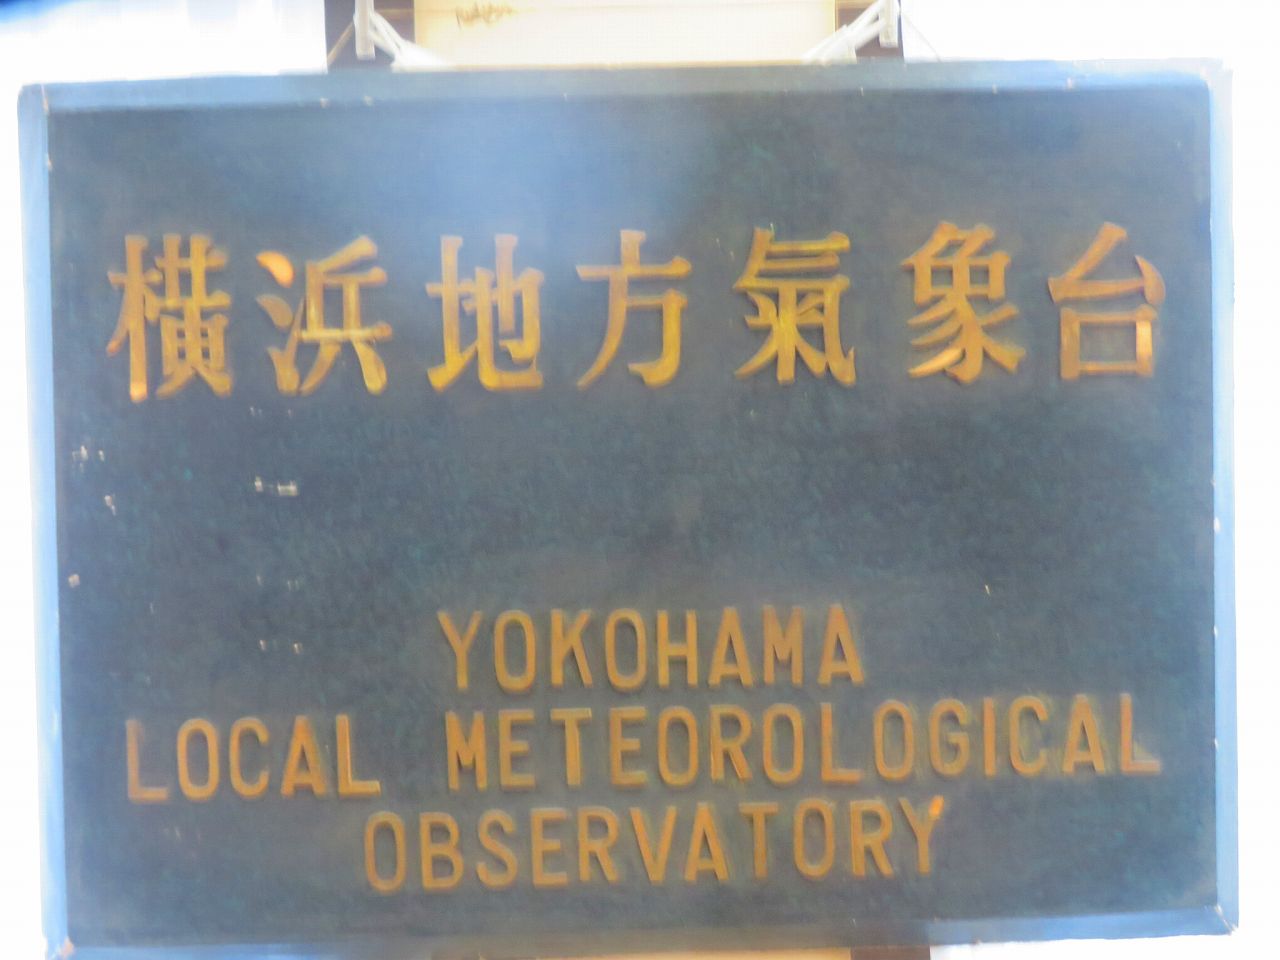 横浜地方氣象台
YOKOHAMA
LOCAL METEOROLOGICAL
OBSERVATORY